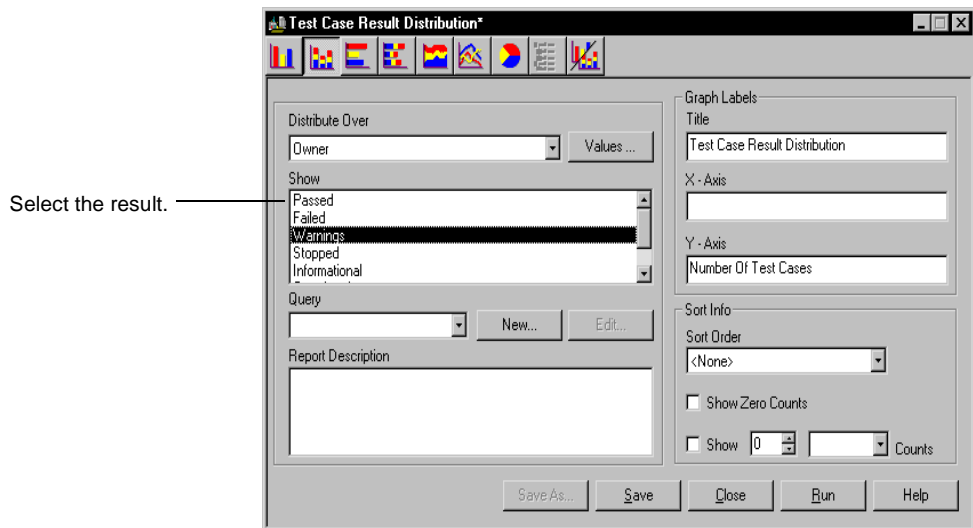 Test Case Result Distribution*
Distribute Over
Owner
Values ...
Select the result.
Show
Passed
Failed
Warnings
Stopped
Informational
Query
New...
Edit...
Report Description
Graph Labels
Title
Test Case Result Distribution
X - Axis
Y - Axis
Number Of Test Cases
Sort Info
Sort Order
<None>
Show Zero Counts
Show 0 Counts
Save As...
Save
Close
Run
Help